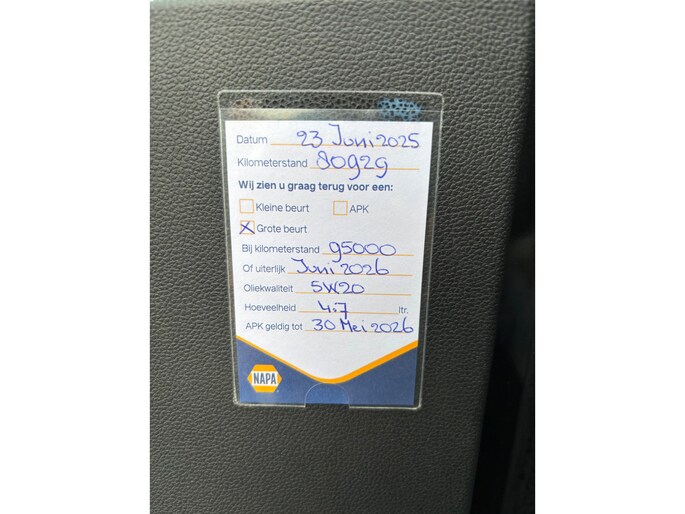 Datum 23 Juni 2025
Kilometerstand 80929
Wij zien u graag terug voor een:
Kleine beurt APK
Grote beurt
Bij kilometerstand 95000
Of uiterlijk Juni 2026
Oliekwaliteit 5W20
Hoeveelheid 4.7 ltr.
APK geldig tot 30 Mei 2026
NAPA